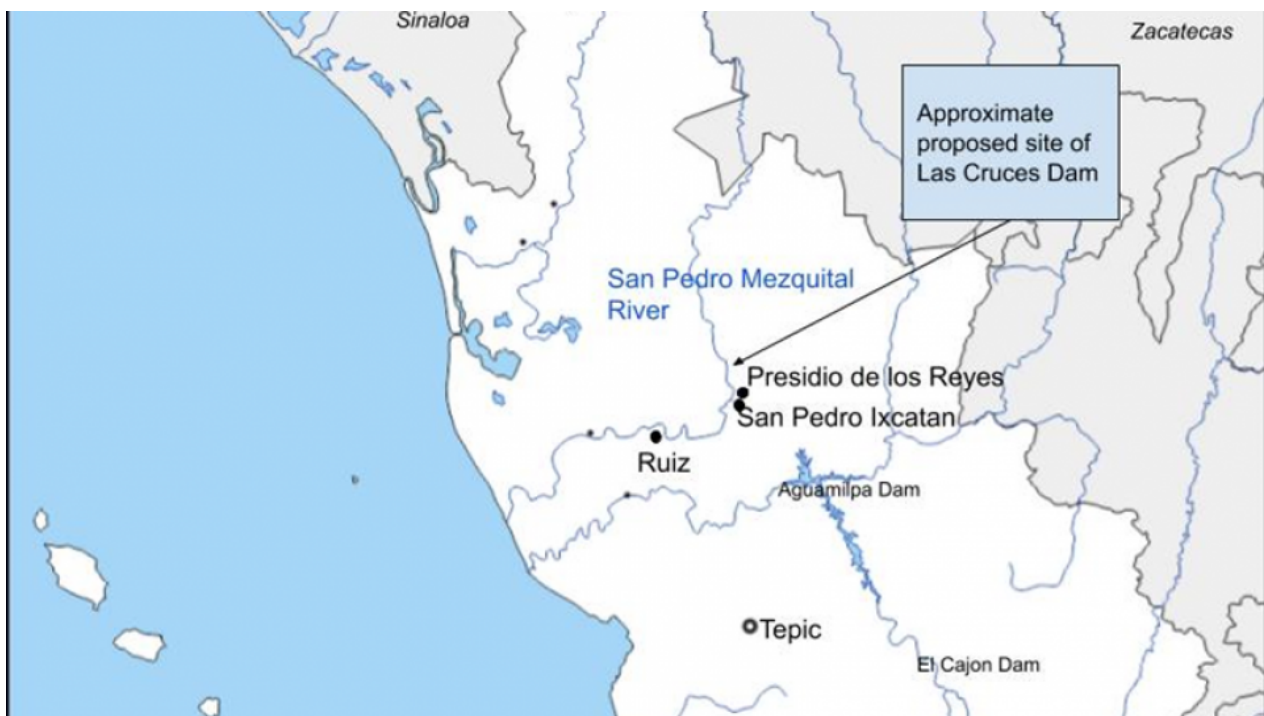 Sinaloa
Zacatecas
Approximate
proposed site of
Las Cruces Dam
San Pedro Mezquital
River
Presidio de los Reyes
San Pedro Ixcatan
Ruiz
Aguamilpa Dam
Tepic
El Cajon Dam